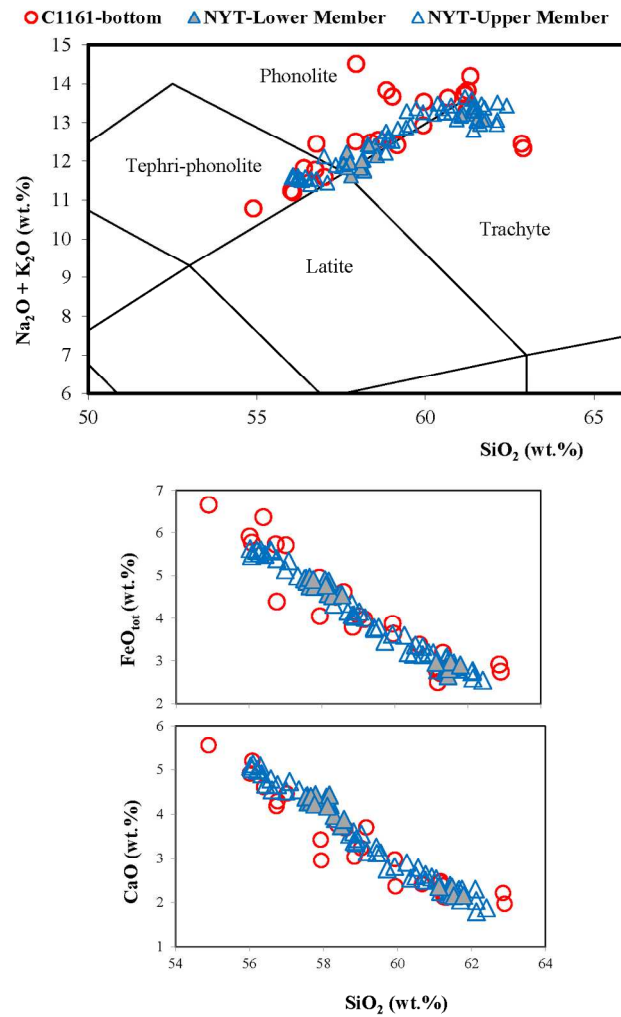 C1161-bottom NYT-Lower Member NYT-Upper Member
15
14
13
12
11
10
9
8
7
6
Na₂O + K₂O (wt.%)
Phonolite
Tephri-phonolite
Trachyte
Latite
50 55 60 65
SiO₂ (wt.%)
7
6
5
4
3
2
FeOtot (wt.%)
6
5
4
3
2
1
CaO (wt.%)
54 56 58 60 62 64
SiO₂ (wt.%)